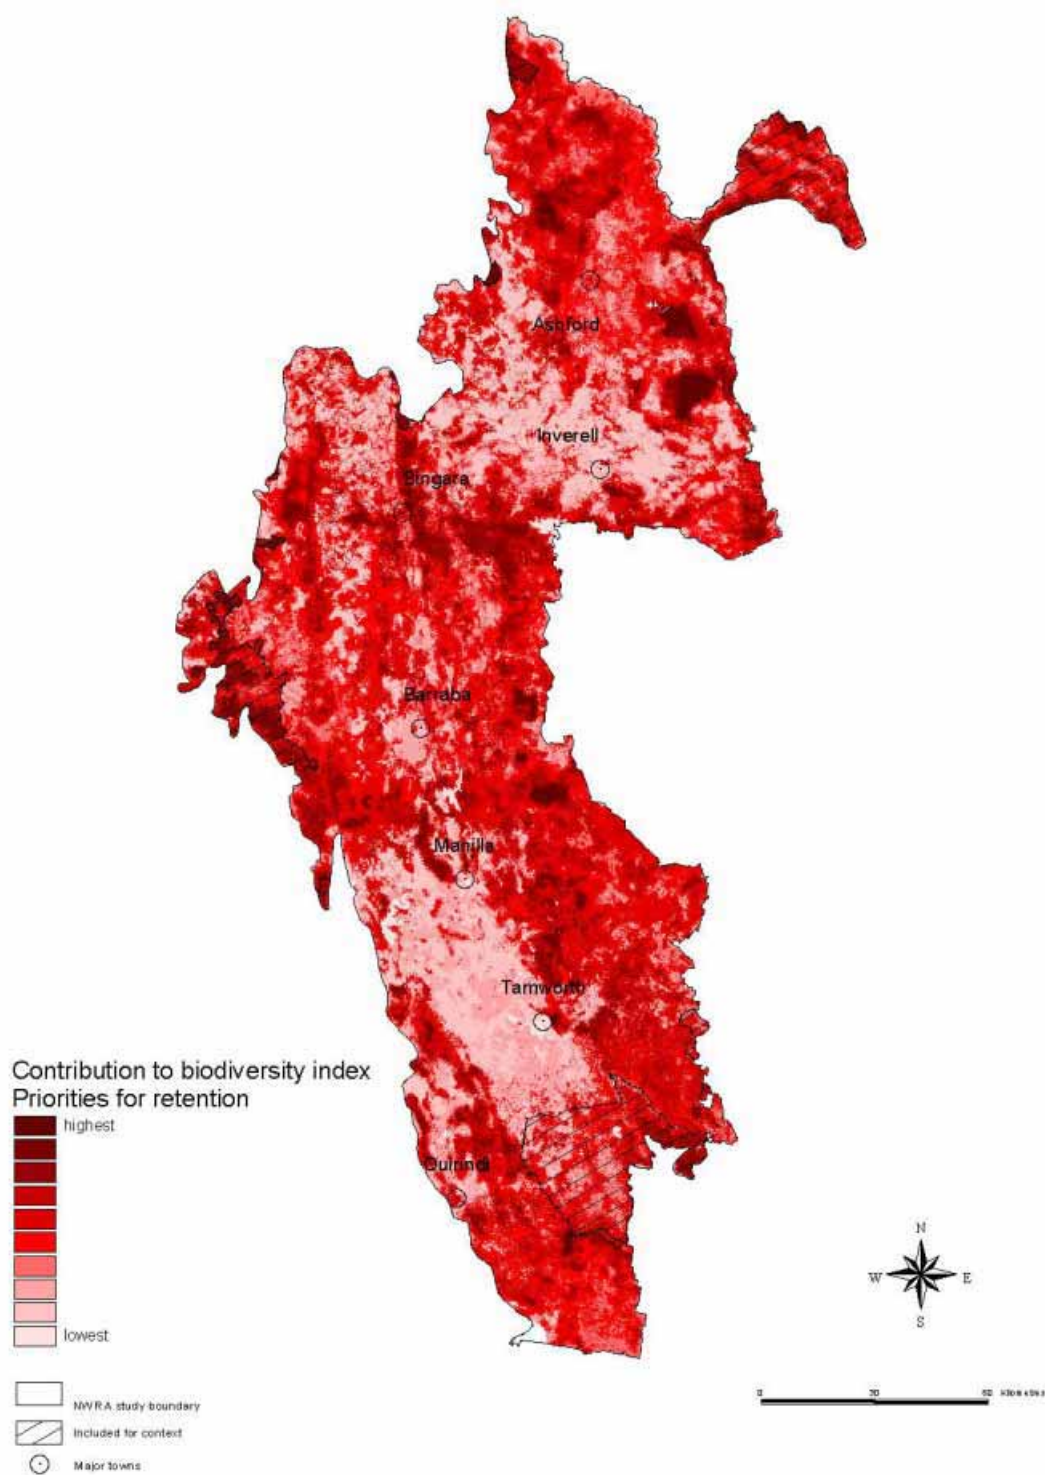 Ashford
Inverell
Bingara
Barraba
Manilla
Tamworth
Quirindi
Contribution to biodiversity index
Priorities for retention
highest
lowest
NWRA study boundary
Included for context
Major towns
N
W E
S
0 30 60 Kilometres